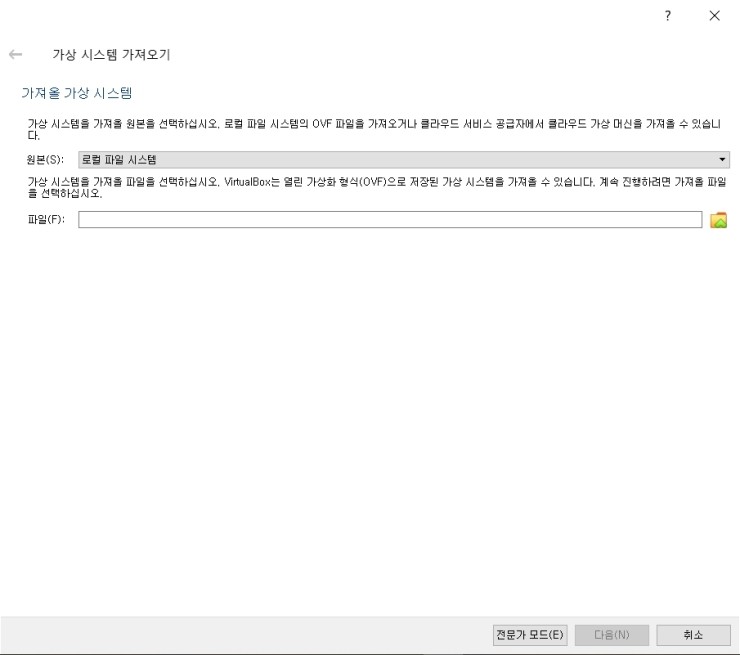 ?
가상 시스템 가져오기
가져올 가상 시스템
가상 시스템을 가져올 원본을 선택하십시오. 로컬 파일 시스템의 OVF 파일을 가져오거나 클라우드 서비스 공급자에서 클라우드 가상 머신을 가져올 수 있습니
다.
원본(S): 로컬 파일 시스템
가상 시스템을 가져올 파일을 선택하십시오. VirtualBox는 열린 가상화 형식(OVF)으로 저장된 가상 시스템을 가져올 수 있습니다. 계속 진행하려면 가져올 파일
을 선택하십시오.
파일(F):
전문가 모드(E) 다음(N) 취소